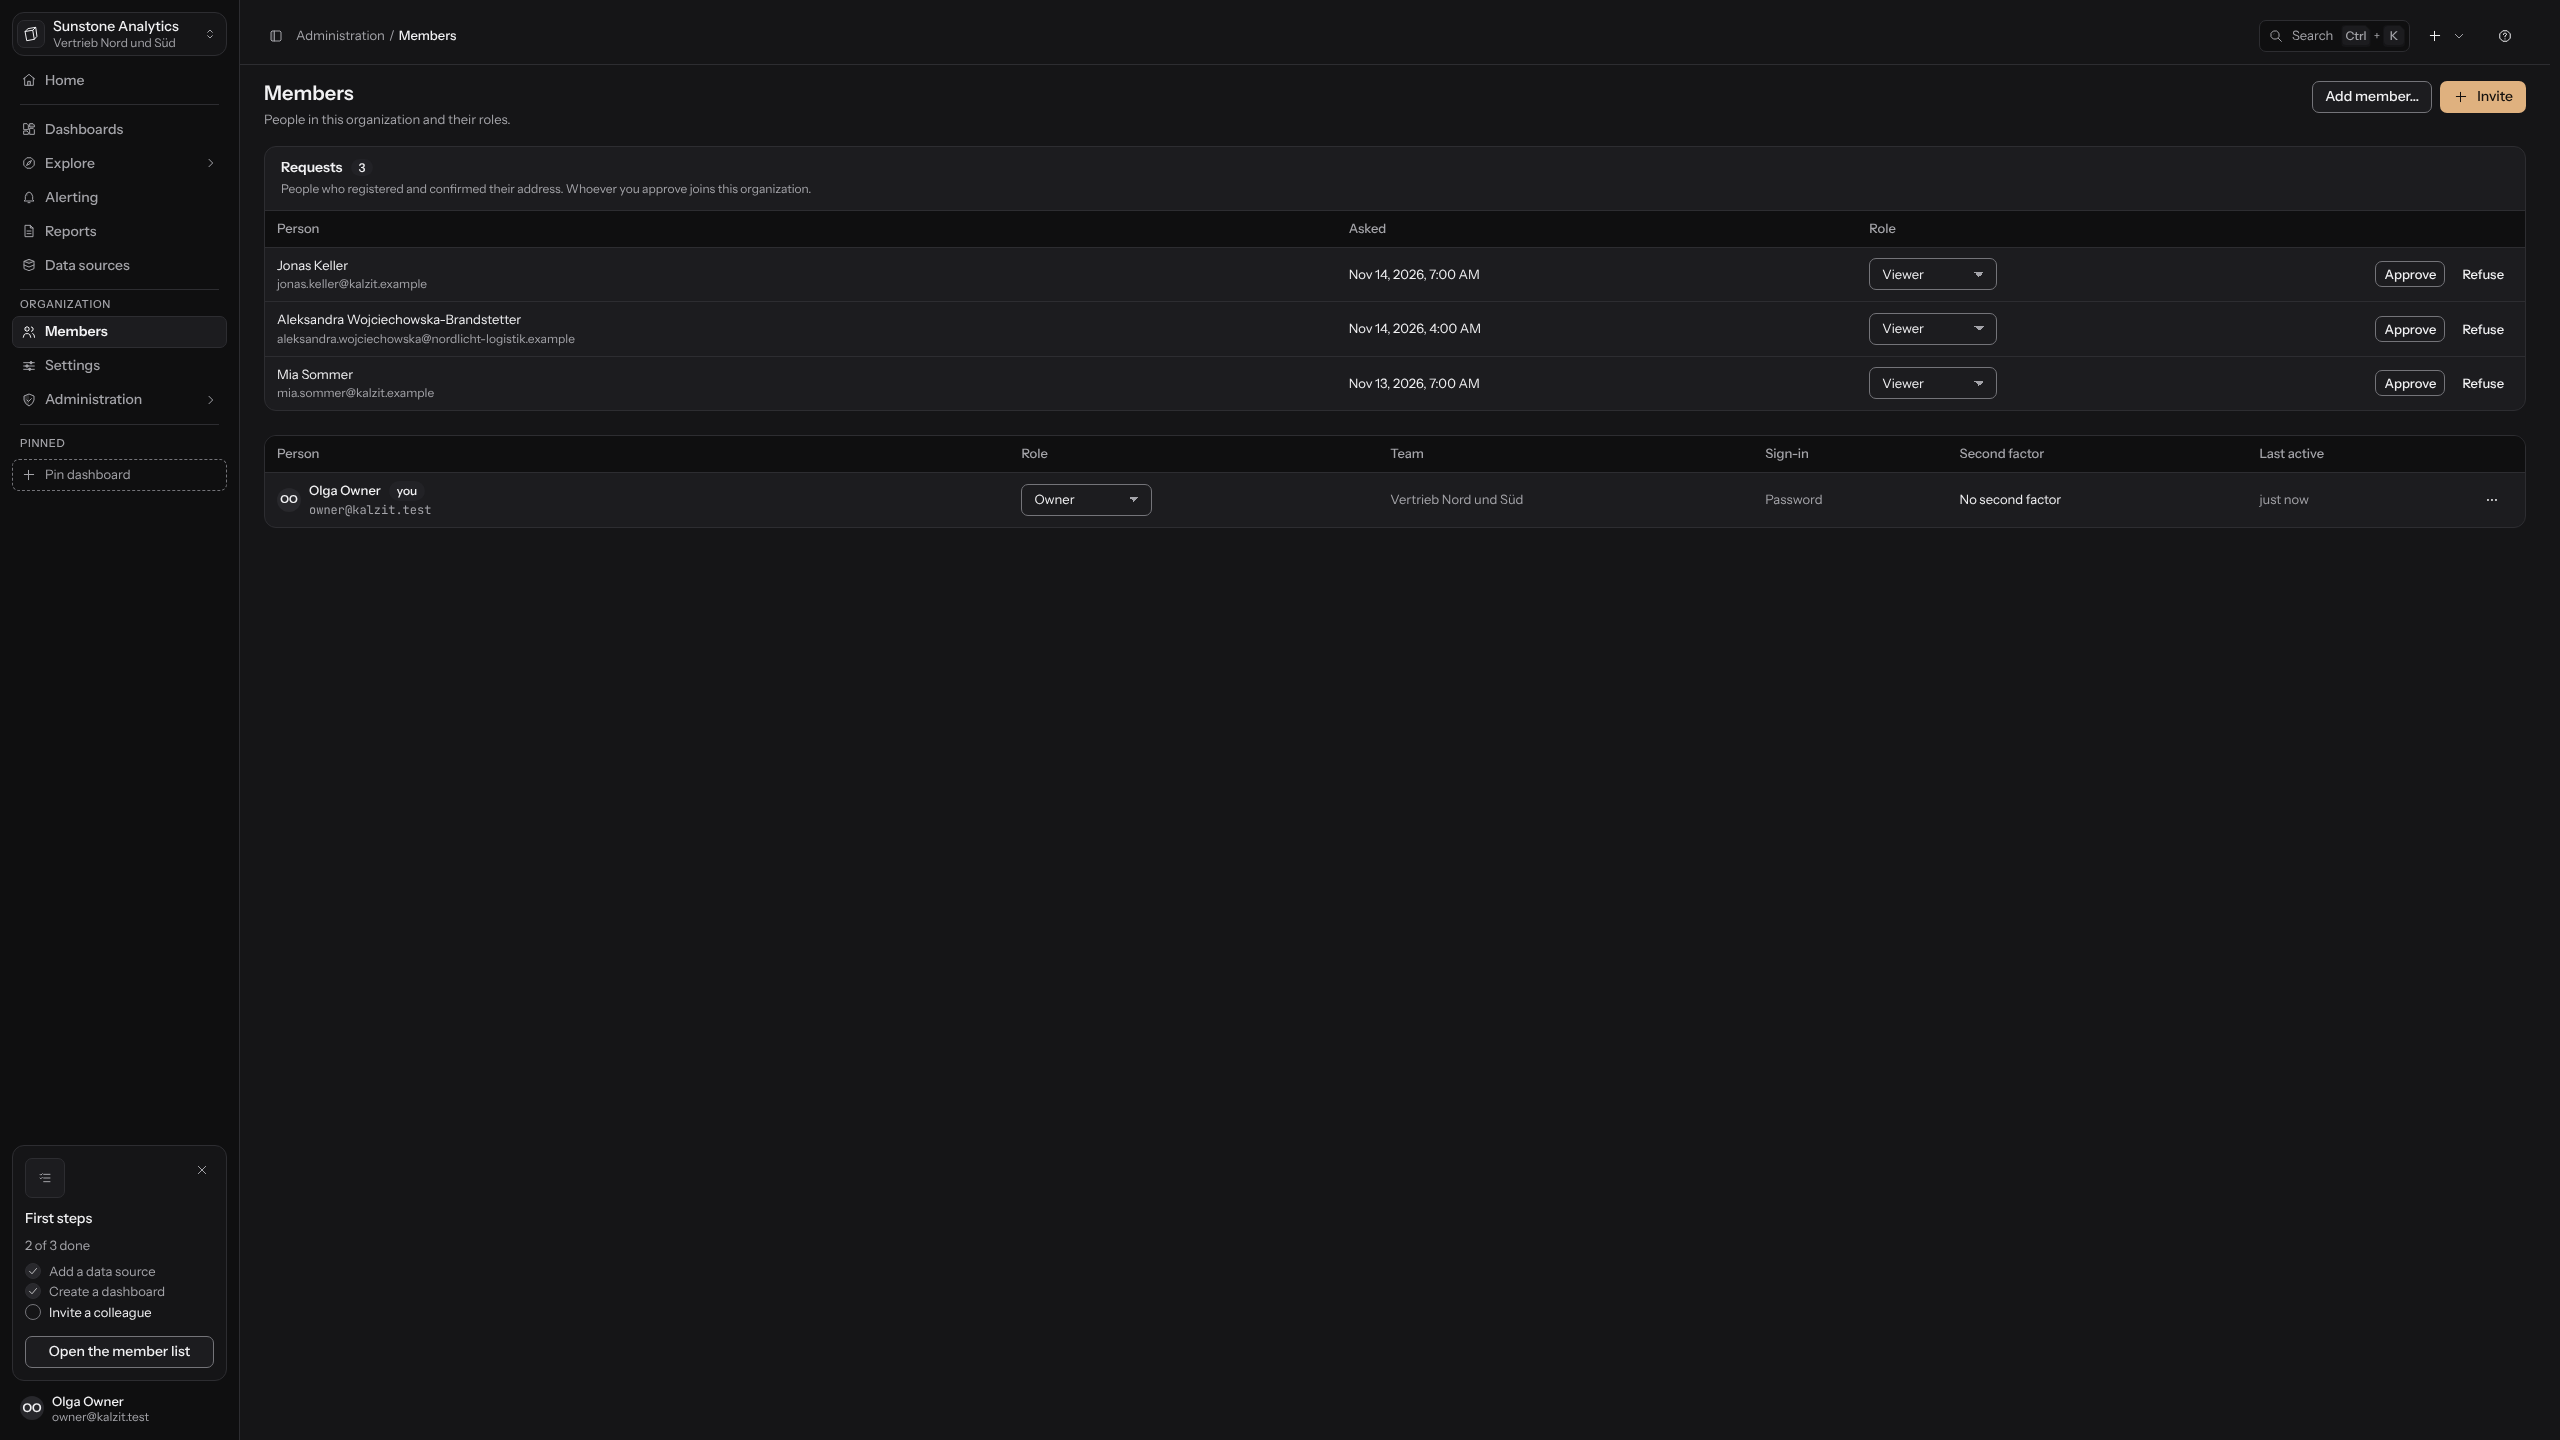 Sunstone Analytics
Vertrieb Nord und Süd
Home
Dashboards
Explore
Alerting
Reports
Data sources
ORGANIZATION
Members
Settings
Administration
PINNED
Pin dashboard
First steps
2 of 3 done
Add a data source
Create a dashboard
Invite a colleague
Open the member list
OO Olga Owner
owner@kalzit.test
Administration / Members
Search Ctrl + K
Members
People in this organization and their roles.
Add member...
Invite
Requests 3
People who registered and confirmed their address. Whoever you approve joins this organization.
Person Asked Role
Jonas Keller
jonas.keller@kalzit.example
Nov 14, 2026, 7:00 AM Viewer Approve Refuse
Aleksandra Wojciechowska-Brandstetter
aleksandra.wojciechowska@nordlicht-logistik.example
Nov 14, 2026, 4:00 AM Viewer Approve Refuse
Mia Sommer
mia.sommer@kalzit.example
Nov 13, 2026, 7:00 AM Viewer Approve Refuse
Person Role Team Sign-in Second factor Last active
OO Olga Owner you
owner@kalzit.test
Owner Vertrieb Nord und Süd Password No second factor just now